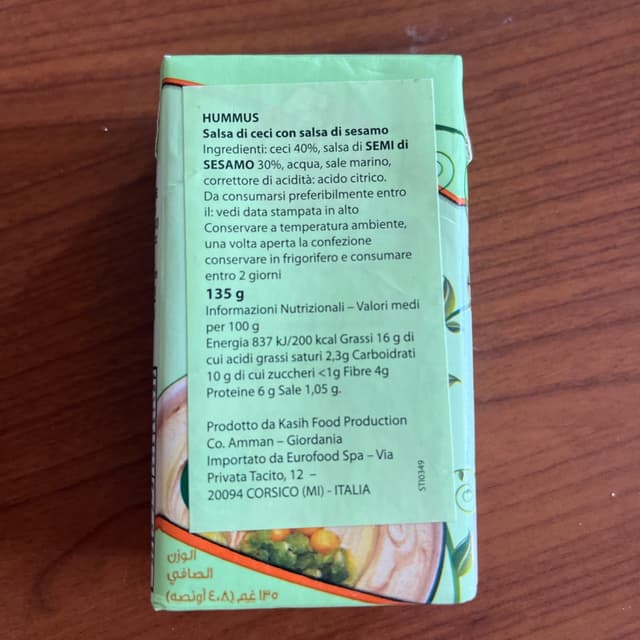 HUMMUS
Salsa di ceci con salsa di sesamo
Ingredienti: ceci 40%, salsa di SEMI di
SESAMO 30%, acqua, sale marino,
correttore di acidità: acido citrico.
Da consumarsi preferibilmente entro
il: vedi data stampata in alto
Conservare a temperatura ambiente,
una volta aperta la confezione
conservare in frigorifero e consumare
entro 2 giorni
135 g
Informazioni Nutrizionali – Valori medi
per 100 g
Energia 837 kJ/200 kcal Grassi 16 g di
cui acidi grassi saturi 2,3g Carboidrati
10 g di cui zuccheri <1g Fibre 4g
Proteine 6 g Sale 1,05 g.
Prodotto da Kasih Food Production
Co. Amman – Giordania
Importato da Eurofood Spa – Via
Privata Tacito, 12 –
20094 CORSICO (MI) - ITALIA
ST10349
الوزن
الصافي
١٣٥ غم (٤،٨ أونصة)